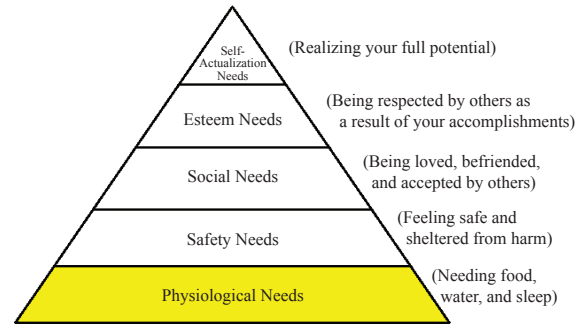 Self-
Actualization
Needs
(Realizing your full potential)
Esteem Needs
(Being respected by others as
a result of your accomplishments)
Social Needs
(Being loved, befriended,
and accepted by others)
Safety Needs
(Feeling safe and
sheltered from harm)
Physiological Needs
(Needing food,
water, and sleep)